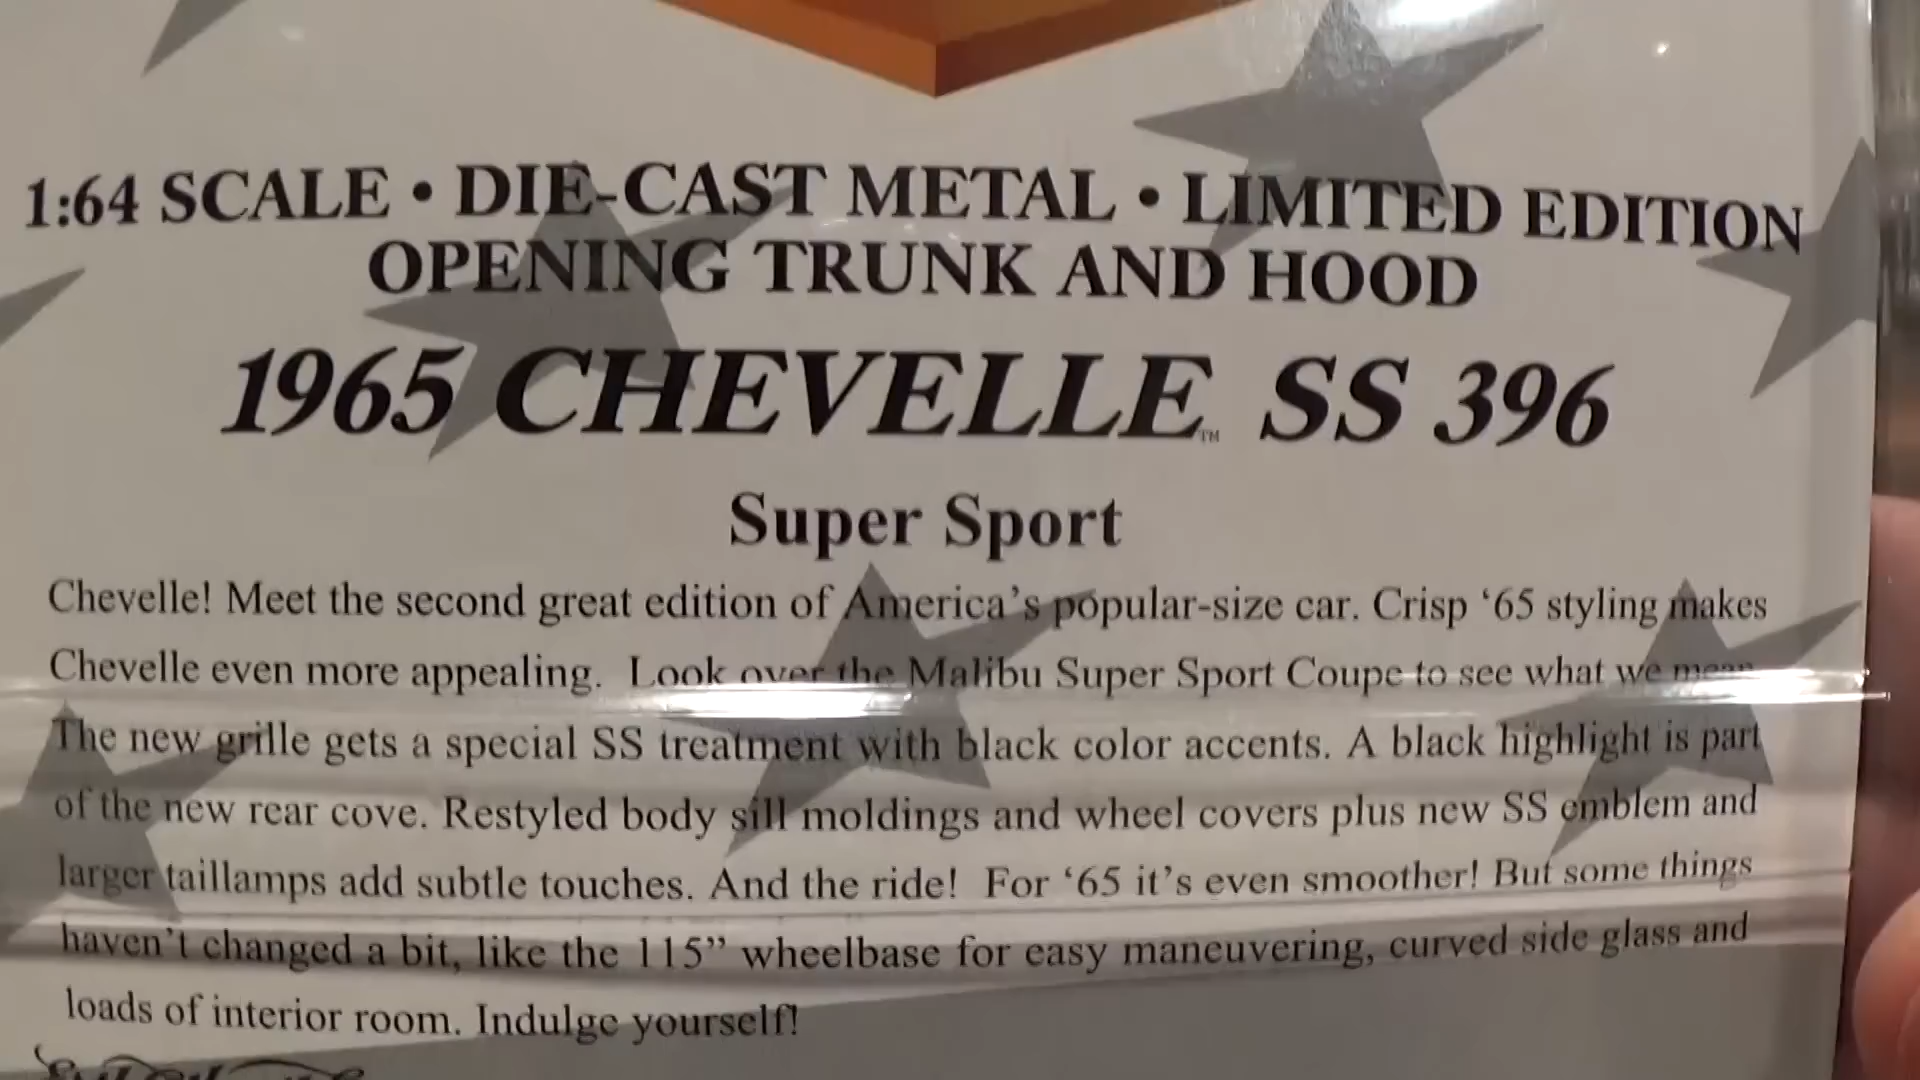 1:64 SCALE • DIE-CAST METAL • LIMITED EDITION
OPENING TRUNK AND HOOD
1965 CHEVELLE™ SS 396
Super Sport
Chevelle! Meet the second great edition of America's popular-size car. Crisp ‘65 styling makes
Chevelle even more appealing. Look over the Malibu Super Sport Coupe to see what we mean.
The new grille gets a special SS treatment with black color accents. A black highlight is part
of the new rear cove. Restyled body sill moldings and wheel covers plus new SS emblem and
larger taillamps add subtle touches. And the ride! For ‘65 it's even smoother! But some things
haven't changed a bit, like the 115” wheelbase for easy maneuvering, curved side glass and
loads of interior room. Indulge yourself!